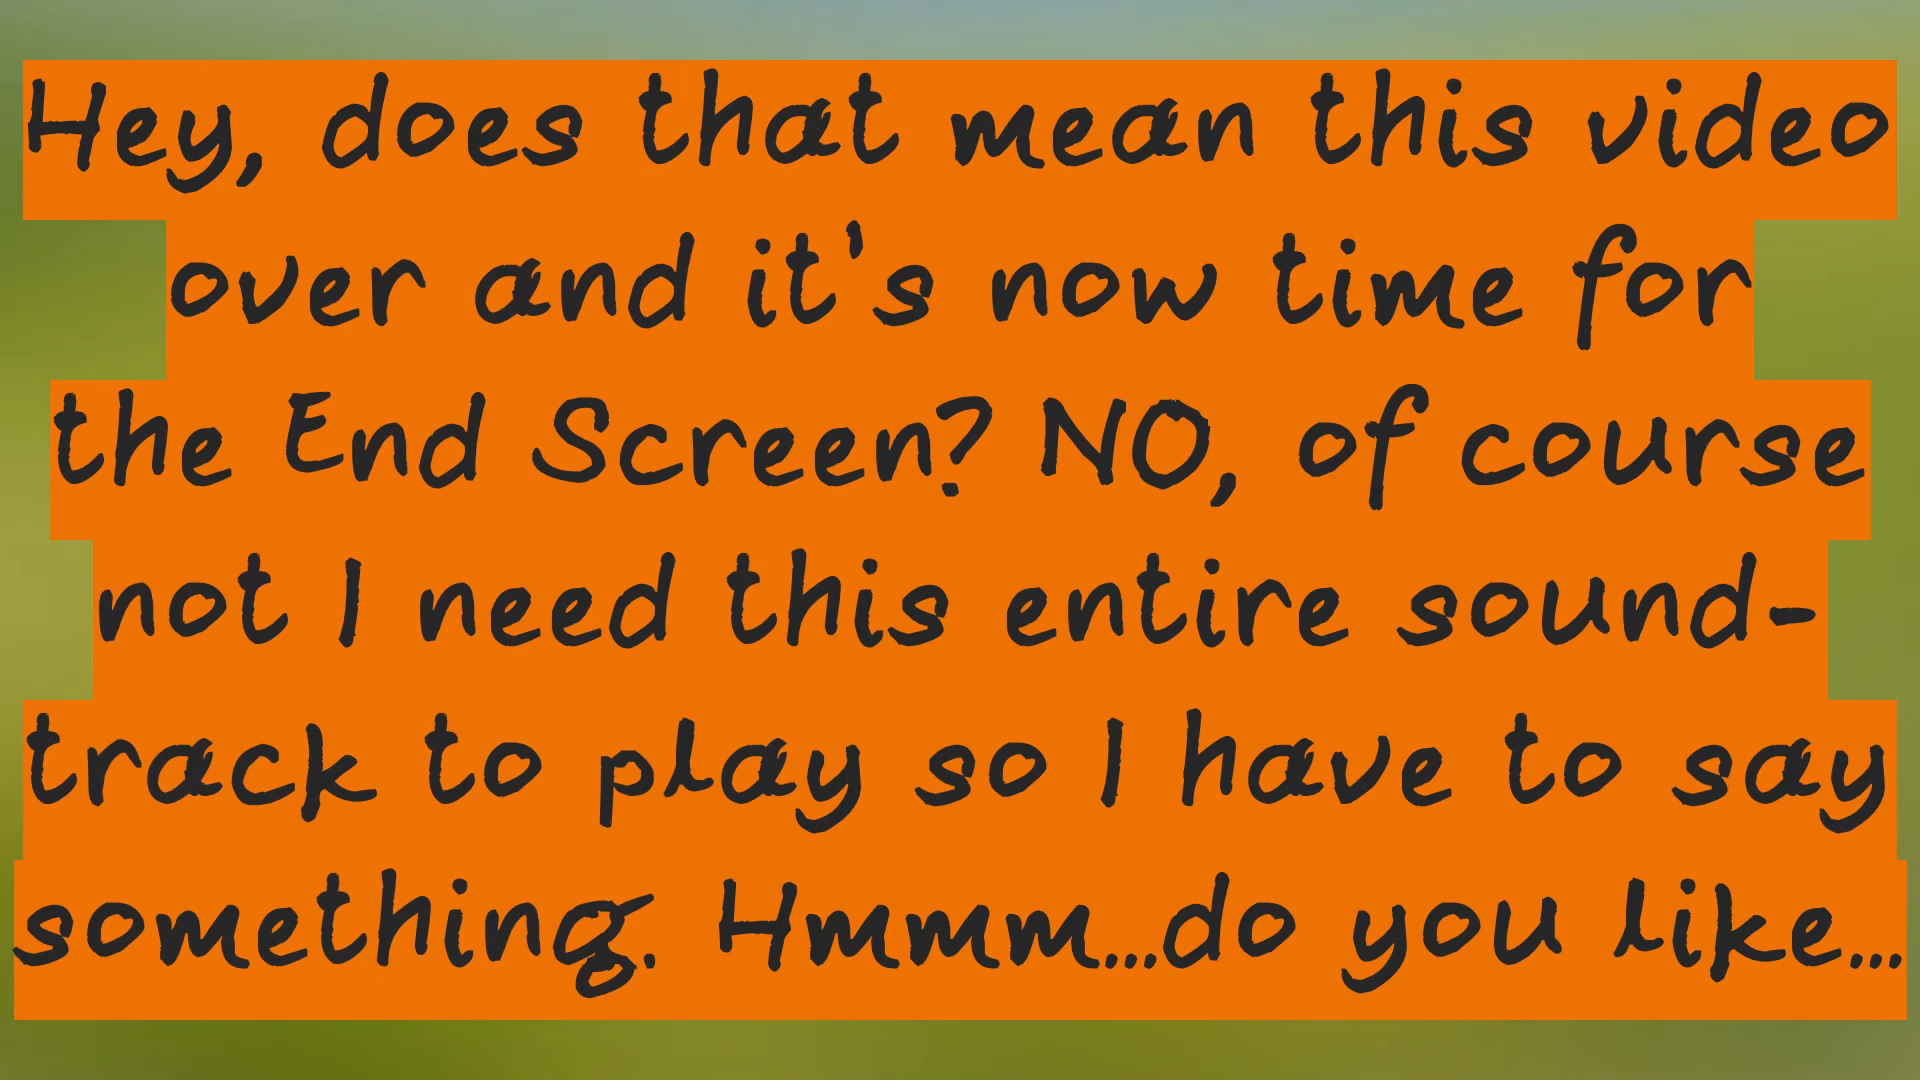 Hey, does that mean this video
over and it's now time for
the End Screen? NO, of course
not I need this entire sound-
track to play so I have to say
something. Hmmm...do you like...